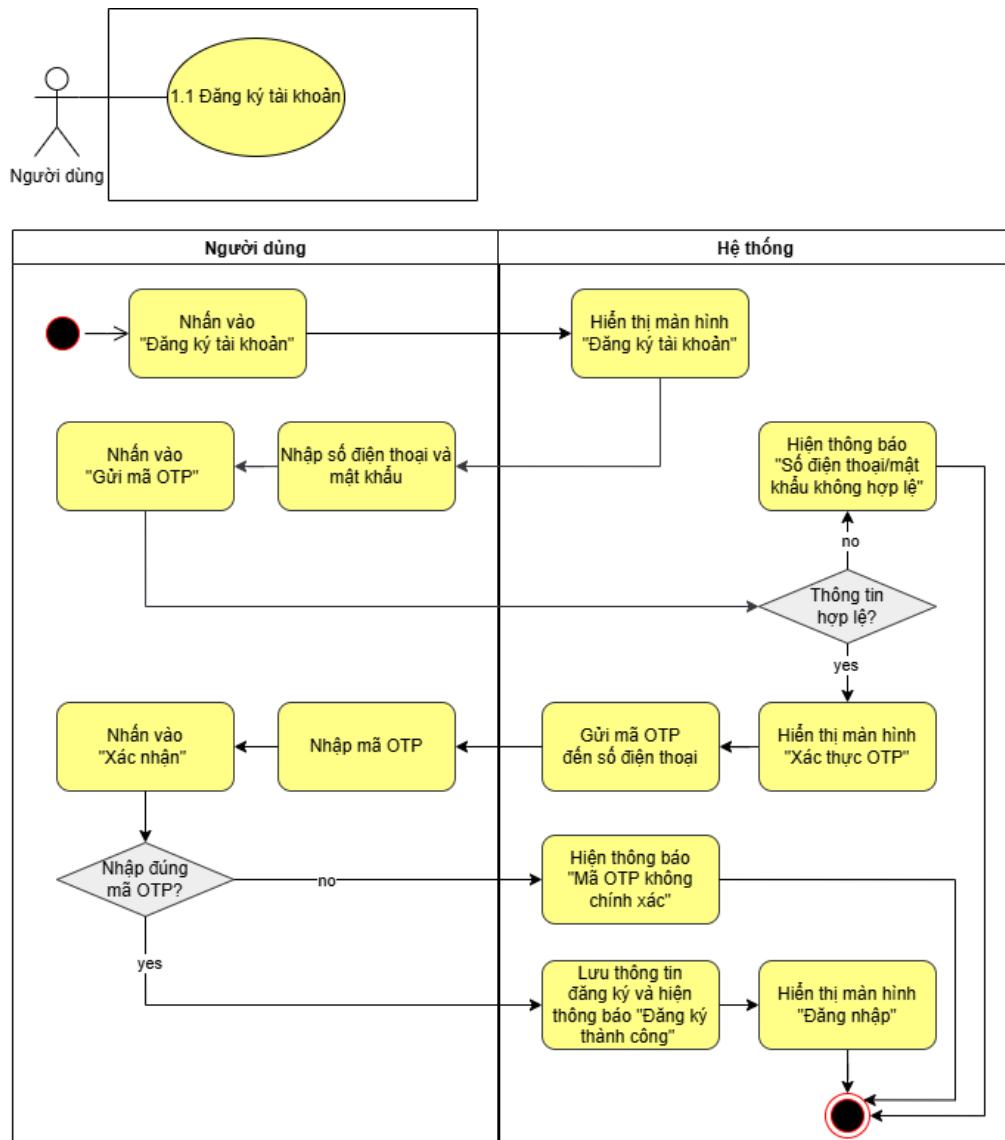 1.1 Đăng ký tài khoản
Người dùng
Người dùng
Hệ thống
Nhấn vào
"Đăng ký tài khoản"
Hiển thị màn hình
"Đăng ký tài khoản"
Nhấn vào
"Gửi mã OTP"
Nhập số điện thoại và
mật khẩu
Hiện thông báo
"Số điện thoại/mật
khẩu không hợp lệ"
no
Thông tin
hợp lệ?
yes
Nhấn vào
"Xác nhận"
Nhập mã OTP
Gửi mã OTP
đến số điện thoại
Hiển thị màn hình
"Xác thực OTP"
Nhập đúng
mã OTP?
no
Hiện thông báo
"Mã OTP không
chính xác"
yes
Lưu thông tin
đăng ký và hiện
thông báo "Đăng ký
thành công"
Hiển thị màn hình
"Đăng nhập"